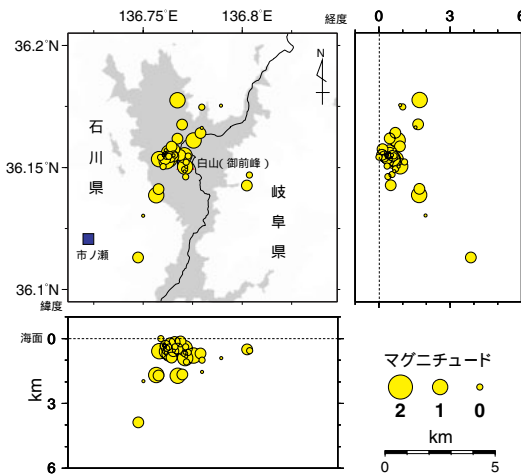 136.75°E
136.8°
経度
0
3
6
36.2°
N
石川県
白山(御前峰)
36.15°
岐阜県
市ノ瀬
36.1°
緯度
海面
0
2
4
6
km
マグニチュード
2
1
0
km
0
5